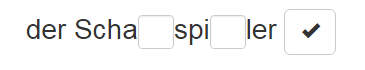 der Scha spi ler ✔